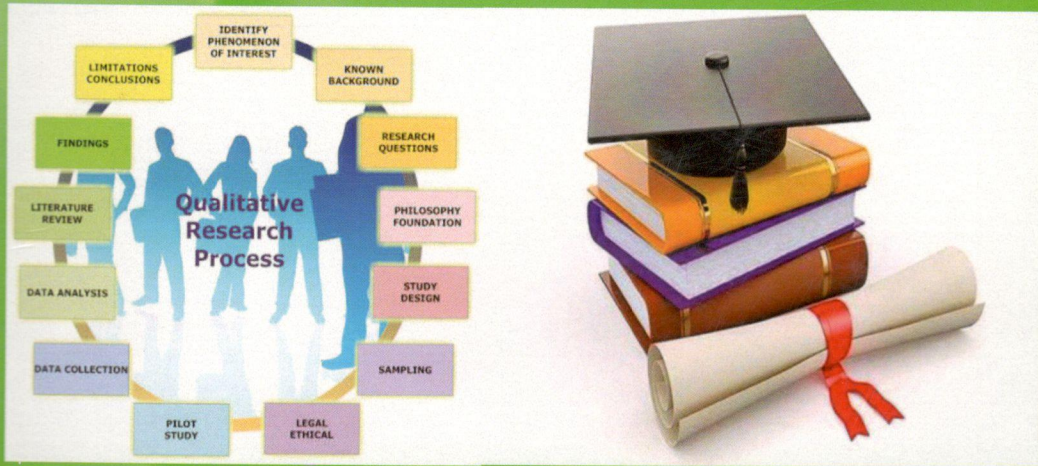 IDENTIFY
PHENOMENON
OF INTEREST
KNOWN
BACKGROUND
RESEARCH
QUESTIONS
PHILOSOPHY
FOUNDATION
STUDY
DESIGN
SAMPLING
LEGAL
ETHICAL
PILOT
STUDY
DATA COLLECTION
DATA ANALYSIS
LITERATURE
REVIEW
FINDINGS
LIMITATIONS
CONCLUSIONS
Qualitative
Research
Process